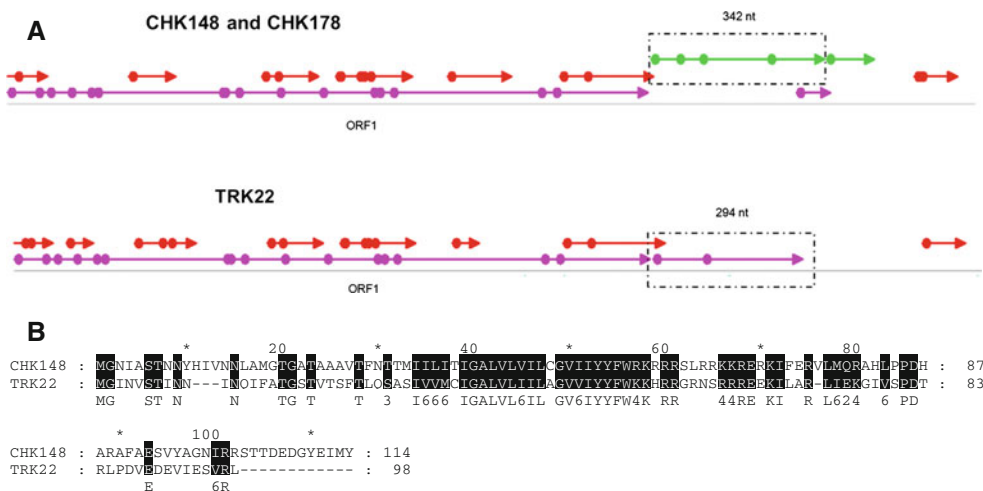 A
CHK148 and CHK178
342 nt
ORF1
TRK22
294 nt
ORF1
B
* 20 * 40 * 60 * 80
CHK148 : MGNIASTNNYHIVNNLAMGTGATAAAVTFNTTMIILITIGALVLVILCGVIIYYFWRKRRRSLRRKKRERKIFERVLMQRAHLPPDH : 87
TRK22 : MGINVSTINN---INQIFATGSTVTSFTLQSASIVVMCIGALVLIILAGVVIYYFWKKHRRGRNSRRREEKILAR-LIEKGIVSPDT : 83
MG ST N N TG T T 3 I666 IGALVL6IL GV6IYYFW4K RR 44RE KI R L624 6 PD
* 100 *
CHK148 : ARAFAESVYAGNIRRSTTDEDGYEIMY : 114
TRK22 : RLPDVEDEVIESVRL------------ : 98
E 6R